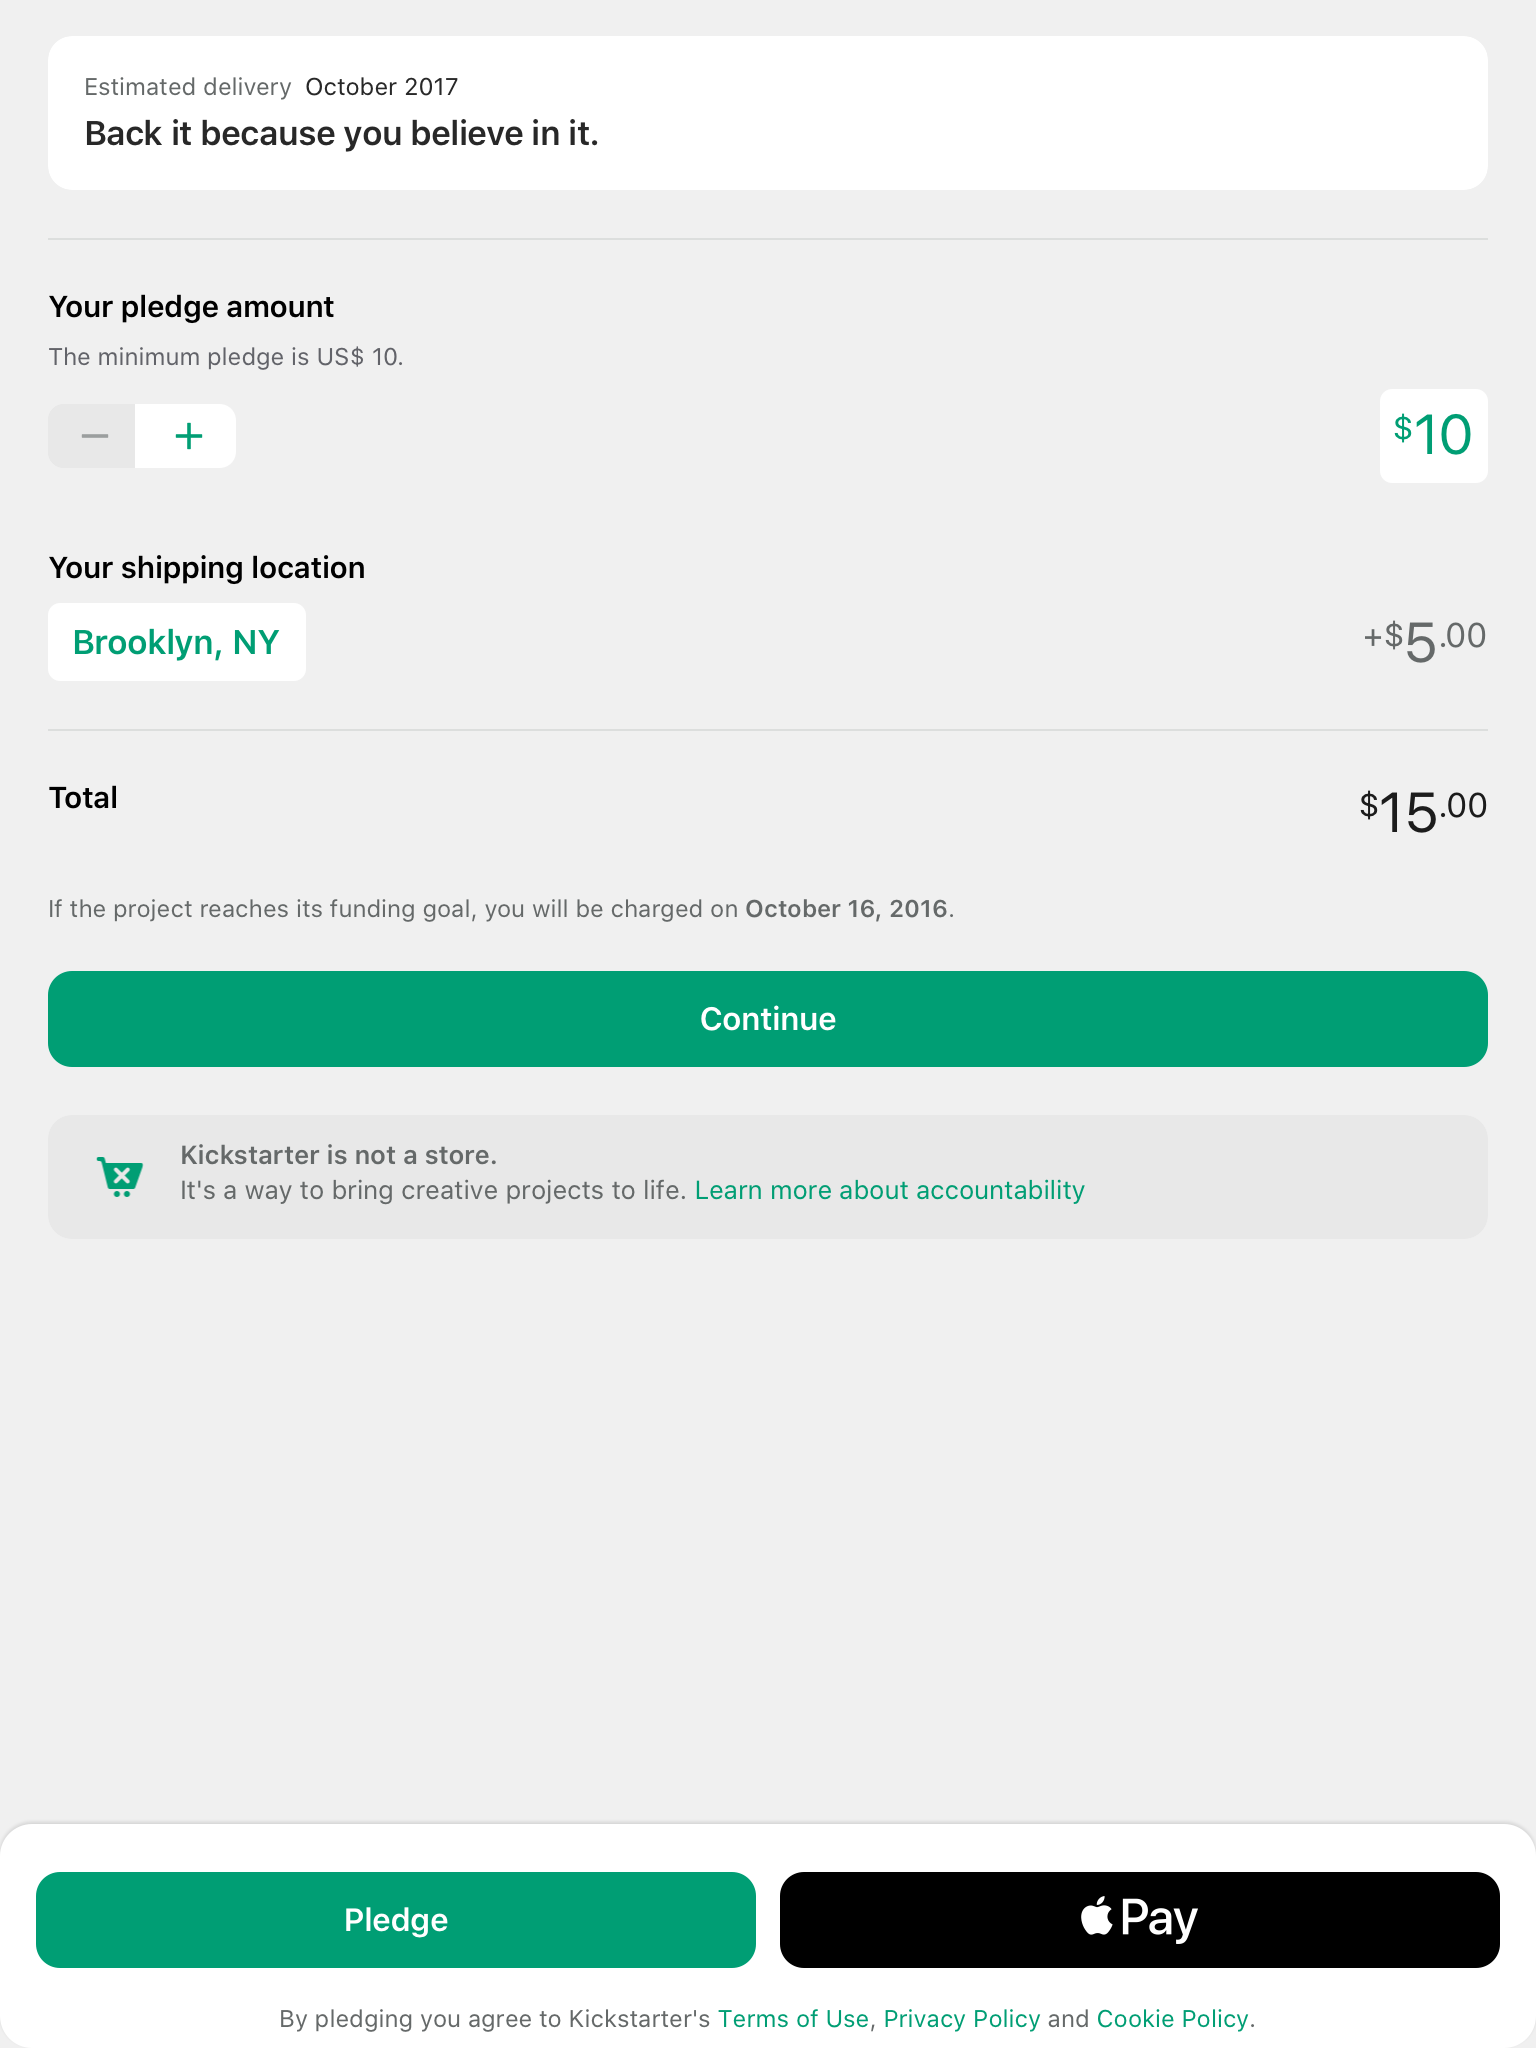 Estimated delivery October 2017
Back it because you believe in it.
Your pledge amount
The minimum pledge is US$ 10.
− +
$10
Your shipping location
Brooklyn, NY
+$5.00
Total
$15.00
If the project reaches its funding goal, you will be charged on October 16, 2016.
Continue
Kickstarter is not a store.
It's a way to bring creative projects to life. Learn more about accountability
Pledge
Pay
By pledging you agree to Kickstarter's Terms of Use, Privacy Policy and Cookie Policy.